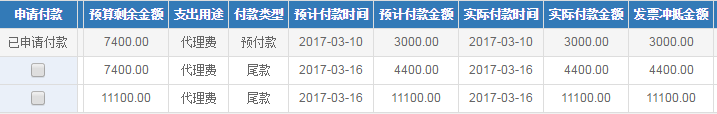 申请付款 预算剩余金额 支出用途 付款类型 预计付款时间 预计付款金额 实际付款时间 实际付款金额 发票冲抵金额
已申请付款 7400.00 代理费 预付款 2017-03-10 3000.00 2017-03-10 3000.00 3000.00
7400.00 代理费 尾款 2017-03-16 4400.00 2017-03-16 4400.00 4400.00
11100.00 代理费 尾款 2017-03-16 11100.00 2017-03-16 11100.00 11100.00